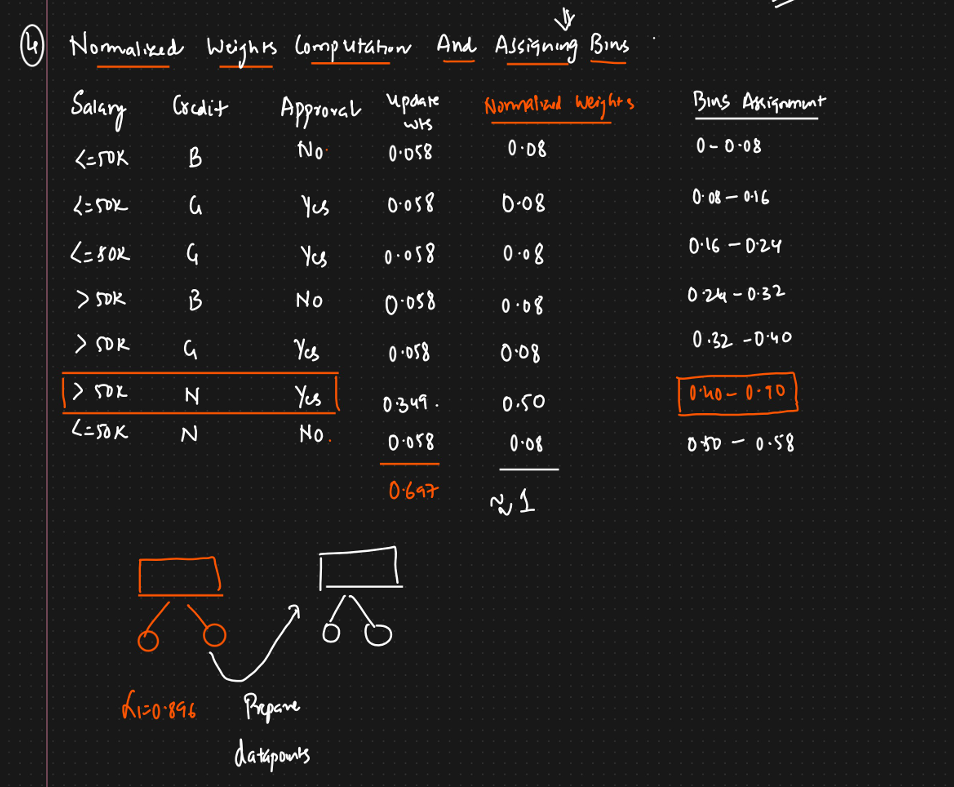 ④ Normalized Weights Computation And Assigning Bins
Salary Credit Approval Update wts Normalized Weights Bins Assignment
<=50K B No 0.058 0.08 0-0.08
<=50K G Yes 0.058 0.08 0.08-0.16
<=50K G Yes 0.058 0.08 0.16-0.24
>50K B No 0.058 0.08 0.24-0.32
>50K G Yes 0.058 0.08 0.32-0.40
>50K N Yes 0.349. 0.50 0.40-0.90
<=50K N No. 0.058 0.08 0.50-0.58
0.697 ≈ 1
α1=0.896 Prepare
datapoints